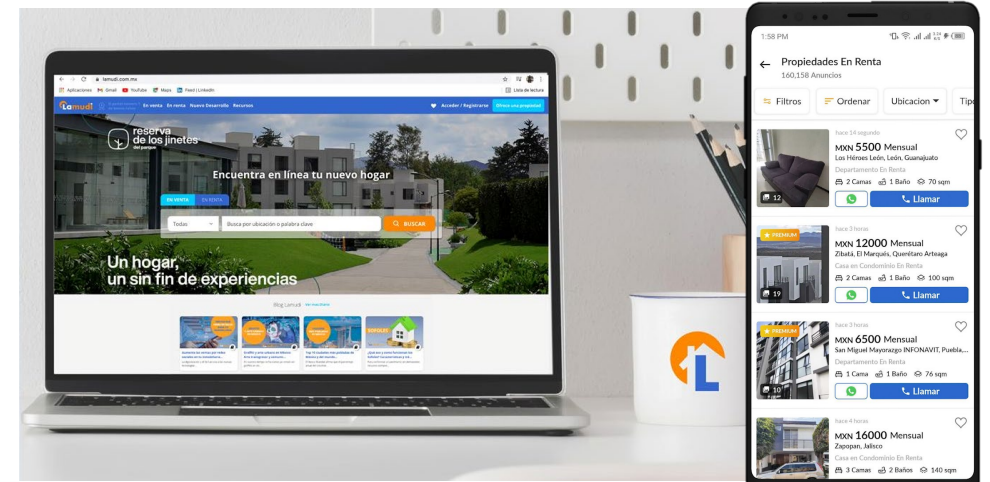 lamudi.com.mx
Aplicaciones Gmail YouTube Maps Feed | LinkedIn
Lista de lectura
Lamudi
En venta En renta Nuevo Desarrollo Recursos
Acceder / Registrarse
Ofrece una propiedad
reserva
de los jinetes
del parque
Encuentra en línea tu nuevo hogar
EN VENTA EN RENTA
Todas
Busca por ubicación o palabra clave
BUSCAR
Un hogar,
un sin fin de experiencias
Blog Lamudi
L
1:58 PM
Propiedades En Renta
160,158 Anuncios
Filtros
Ordenar
Ubicacion
hace 14 segundo
MXN 5500 Mensual
Los Héroes León, León, Guanajuato
Departamento En Renta
2 Camas 1 Baño 70 sqm
12
Llamar
PREMIUM
hace 3 horas
MXN 12000 Mensual
Zibatá, El Marqués, Querétaro Arteaga
Casa en Condominio En Renta
2 Camas 1 Baño 100 sqm
19
Llamar
PREMIUM
hace 3 horas
MXN 6500 Mensual
San Miguel Mayorazgo INFONAVIT, Puebla,...
Departamento En Renta
1 Cama 1 Baño 76 sqm
10
Llamar
hace 4 horas
MXN 16000 Mensual
Zapopan, Jalisco
Casa en Condominio En Renta
3 Camas 2 Baños 140 sqm